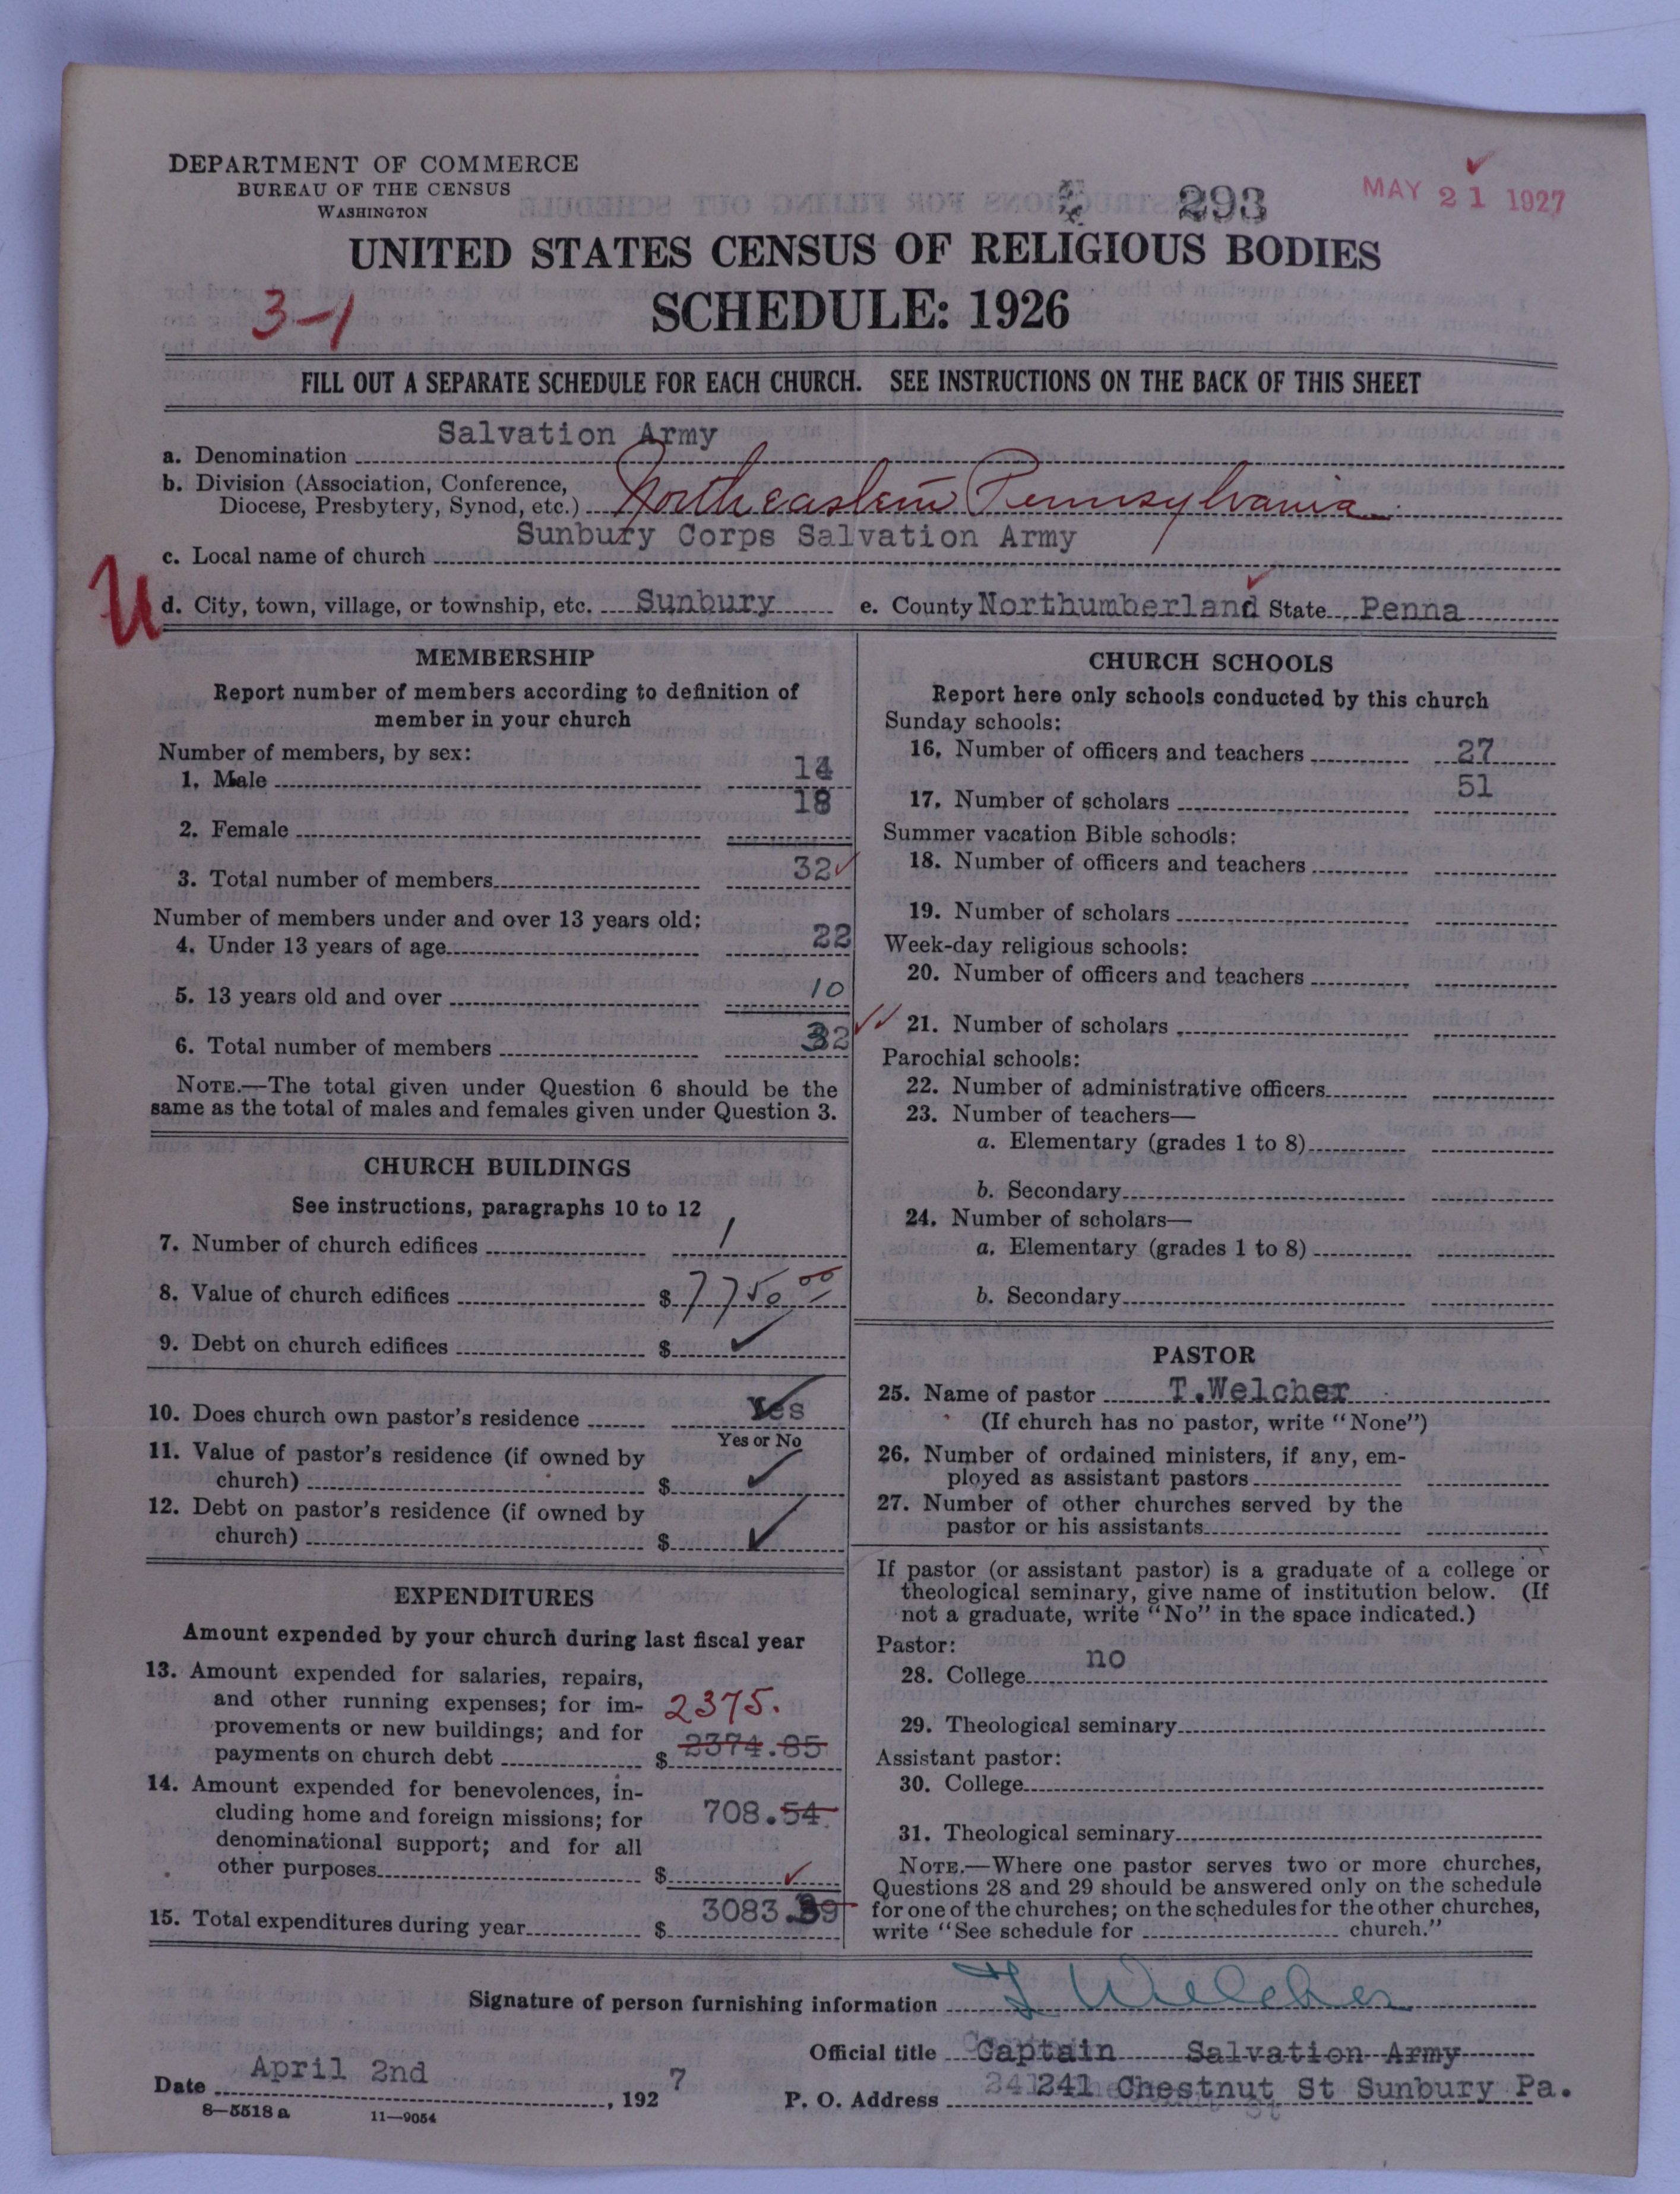 DEPARTMENT OF COMMERCE
BUREAU OF THE CENSUS
WASHINGTON
293
MAY 21 1927
UNITED STATES CENSUS OF RELIGIOUS BODIES
3-1
SCHEDULE: 1926
FILL OUT A SEPARATE SCHEDULE FOR EACH CHURCH. SEE INSTRUCTIONS ON THE BACK OF THIS SHEET
a. Denomination Salvation Army
b. Division (Association, Conference,
Diocese, Presbytery, Synod, etc.) Northeastern Pennsylvania
c. Local name of church Sunbury Corps Salvation Army
U
d. City, town, village, or township, etc. Sunbury e. County Northumberland State Penna
MEMBERSHIP
Report number of members according to definition of
member in your church
Number of members, by sex:
1. Male 14
2. Female 18
3. Total number of members 32
Number of members under and over 13 years old:
4. Under 13 years of age 22
5. 13 years old and over 10
6. Total number of members 32
NOTE.—The total given under Question 6 should be the
same as the total of males and females given under Question 3.
CHURCH BUILDINGS
See instructions, paragraphs 10 to 12
7. Number of church edifices 1
8. Value of church edifices $ 7750 00
9. Debt on church edifices $ ✓
10. Does church own pastor's residence Yes
Yes or No
11. Value of pastor's residence (if owned by
church) $ ✓
12. Debt on pastor's residence (if owned by
church) $ ✓
EXPENDITURES
Amount expended by your church during last fiscal year
13. Amount expended for salaries, repairs,
and other running expenses; for im- 2375.
provements or new buildings; and for
payments on church debt $ 2374.85
14. Amount expended for benevolences, in-
cluding home and foreign missions; for 708.54
denominational support; and for all
other purposes $ ✓
15. Total expenditures during year $ 3083.39
CHURCH SCHOOLS
Report here only schools conducted by this church
Sunday schools:
16. Number of officers and teachers 27
17. Number of scholars 51
Summer vacation Bible schools:
18. Number of officers and teachers
19. Number of scholars
Week-day religious schools:
20. Number of officers and teachers
21. Number of scholars
Parochial schools:
22. Number of administrative officers
23. Number of teachers—
a. Elementary (grades 1 to 8)
b. Secondary
24. Number of scholars—
a. Elementary (grades 1 to 8)
b. Secondary
PASTOR
25. Name of pastor T.Welcher
(If church has no pastor, write "None")
26. Number of ordained ministers, if any, em-
ployed as assistant pastors
27. Number of other churches served by the
pastor or his assistants
If pastor (or assistant pastor) is a graduate of a college or
theological seminary, give name of institution below. (If
not a graduate, write "No" in the space indicated.)
Pastor:
28. College no
29. Theological seminary
Assistant pastor:
30. College
31. Theological seminary
NOTE.—Where one pastor serves two or more churches,
Questions 28 and 29 should be answered only on the schedule
for one of the churches; on the schedules for the other churches,
write "See schedule for church."
Signature of person furnishing information T Welcher
Official title Captain Salvation Army
Date April 2nd, 1927
P. O. Address 241 Chestnut St Sunbury Pa.
8—5518 a 11—9054